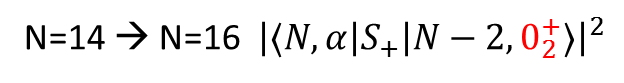 N=14 → N=16 |⟨N, α|S₊|N − 2, 0₂⁺⟩|²